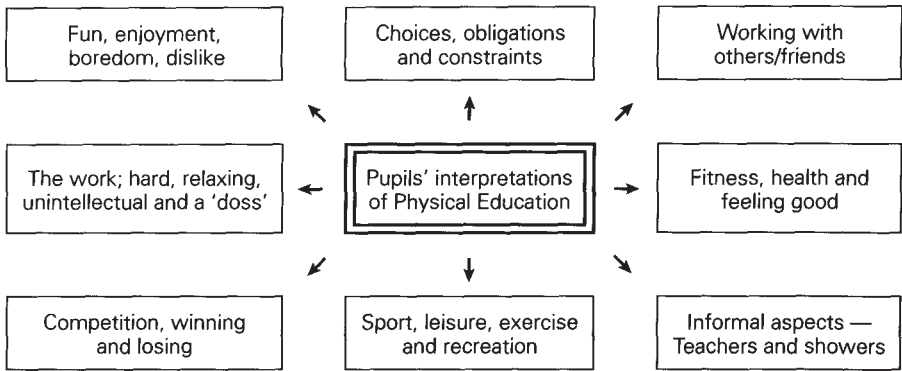 Fun, enjoyment,
boredom, dislike
Choices, obligations
and constraints
Working with
others/friends
The work; hard, relaxing,
unintellectual and a 'doss'
Pupils' interpretations
of Physical Education
Fitness, health and
feeling good
Competition, winning
and losing
Sport, leisure, exercise
and recreation
Informal aspects —
Teachers and showers